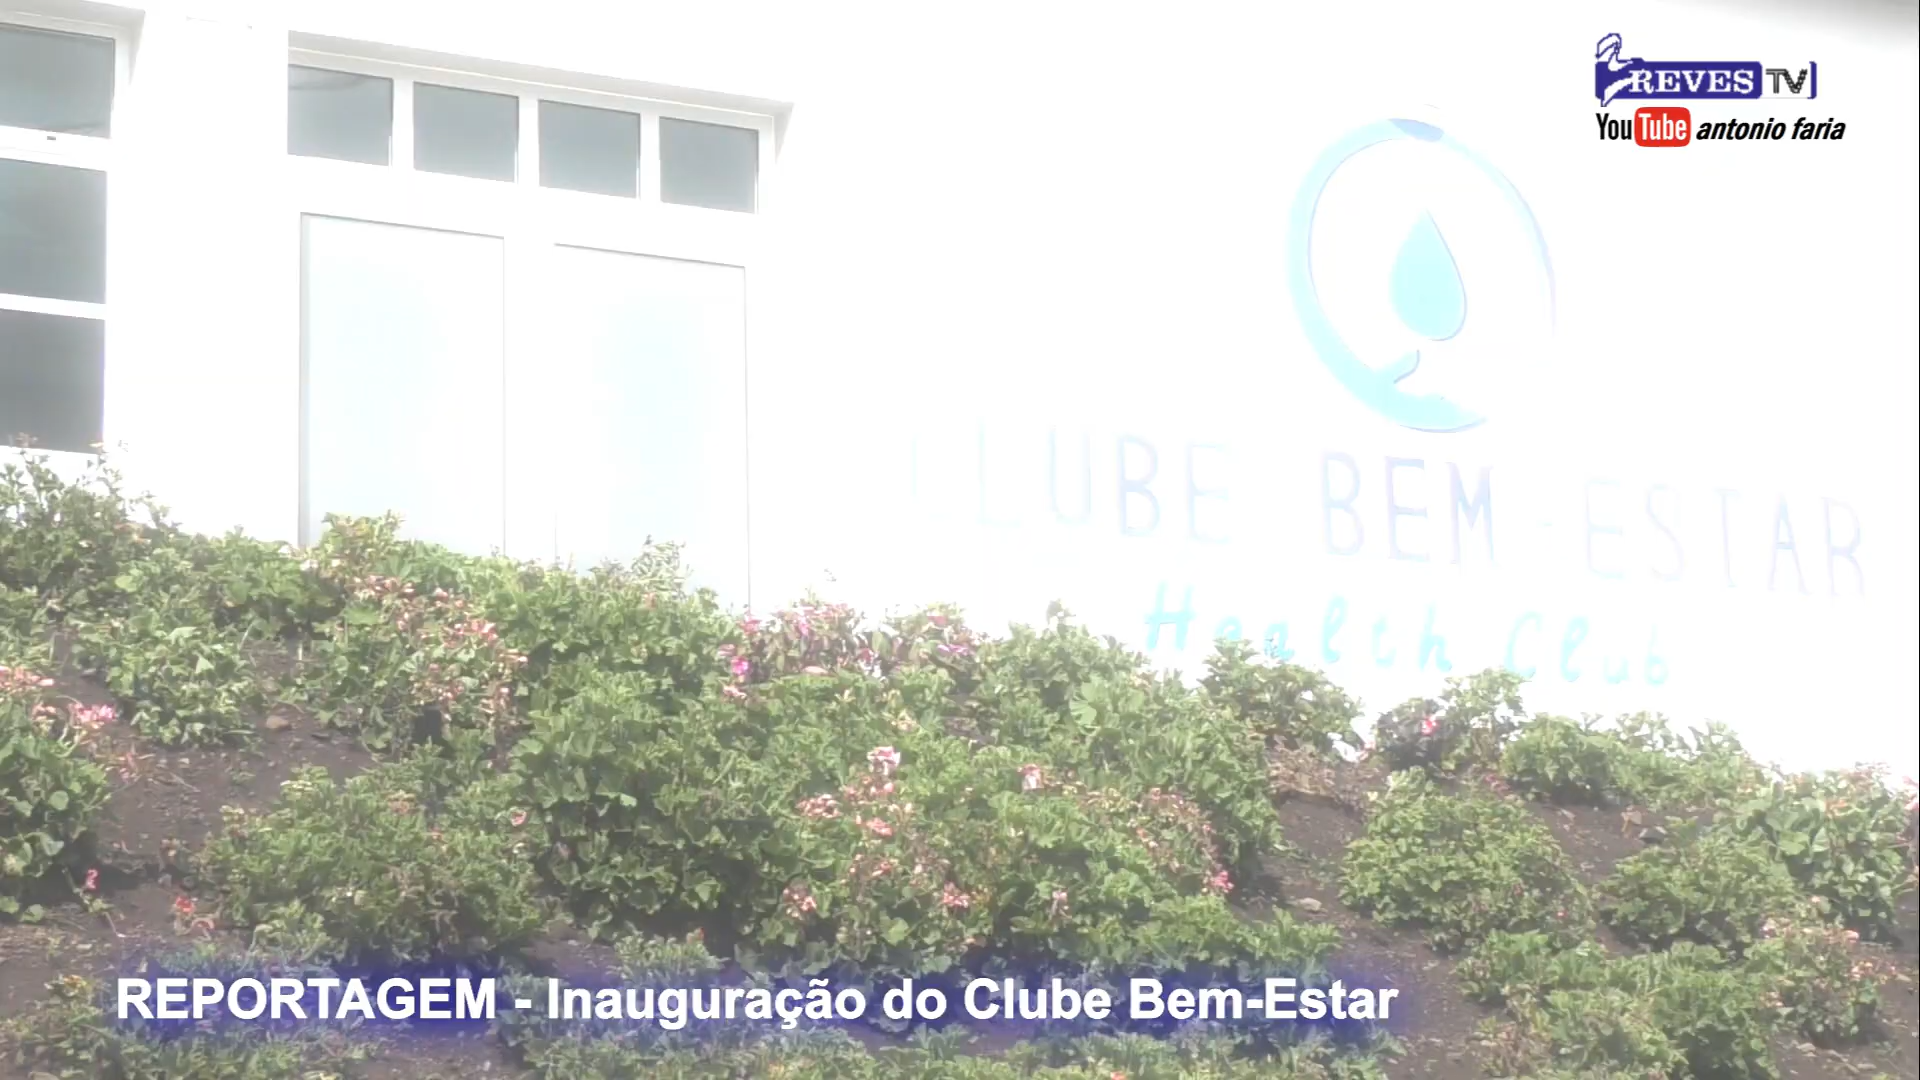 REVES TV
YouTube antonio faria
CLUBE BEM-ESTAR
Health Club
REPORTAGEM - Inauguração do Clube Bem-Estar